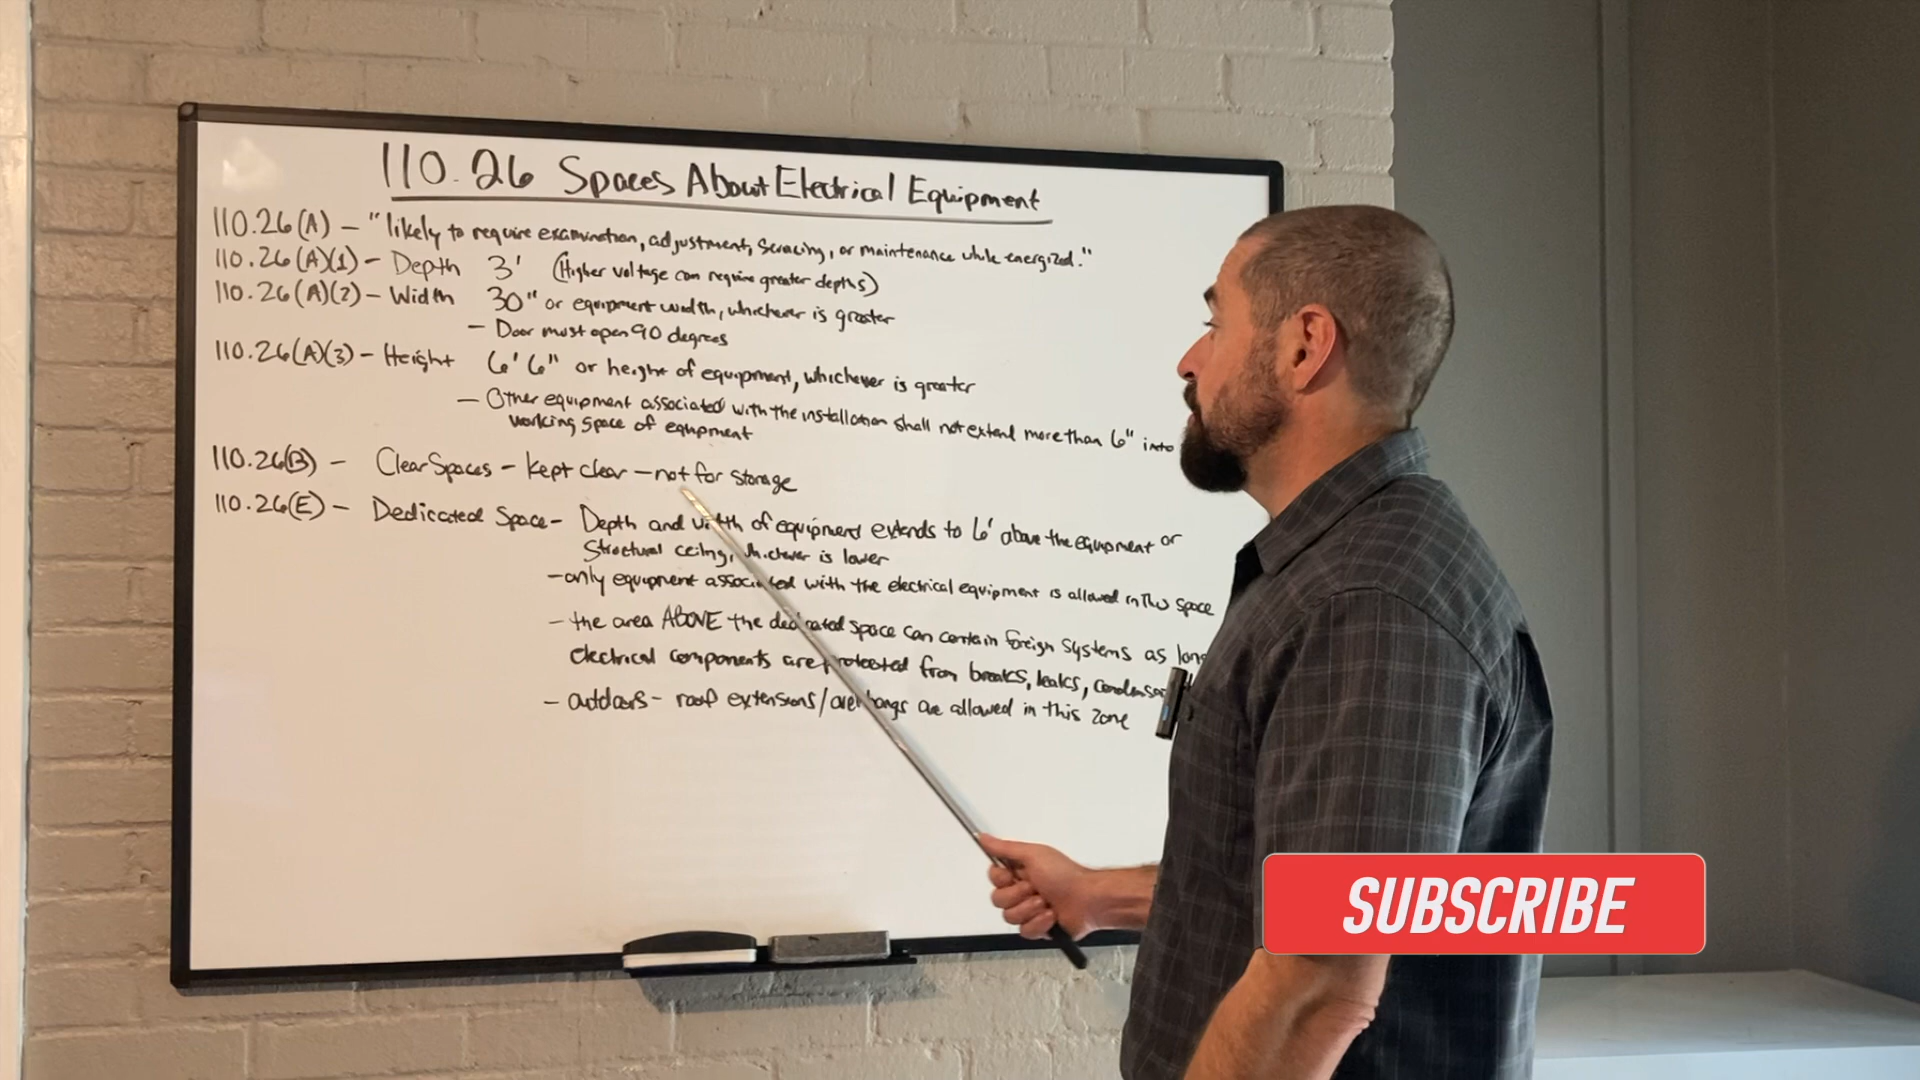 110.26 Spaces About Electrical Equipment
110.26(A) - "likely to require examination, adjustment, servicing, or maintenance while energized."
110.26(A)(1) - Depth 3' (Higher voltage can require greater depths)
110.26(A)(2) - Width 30" or equipment width, whichever is greater
- Door must open 90 degrees
110.26(A)(3) - Height 6' 6" or height of equipment, whichever is greater
- Other equipment associated with the installation shall not extend more than 6" into
working space of equipment
110.26(B) - Clear Spaces - kept clear - not for storage
110.26(E) - Dedicated Space - Depth and width of equipment extends to 6' above the equipment or
Structural ceiling, whichever is lower
- only equipment associated with the electrical equipment is allowed in this space
- the area ABOVE the dedicated space can contain foreign systems as long
electrical components are protected from breaks, leaks,
- outdoors - roof extensions/overhangs are allowed in this zone
SUBSCRIBE